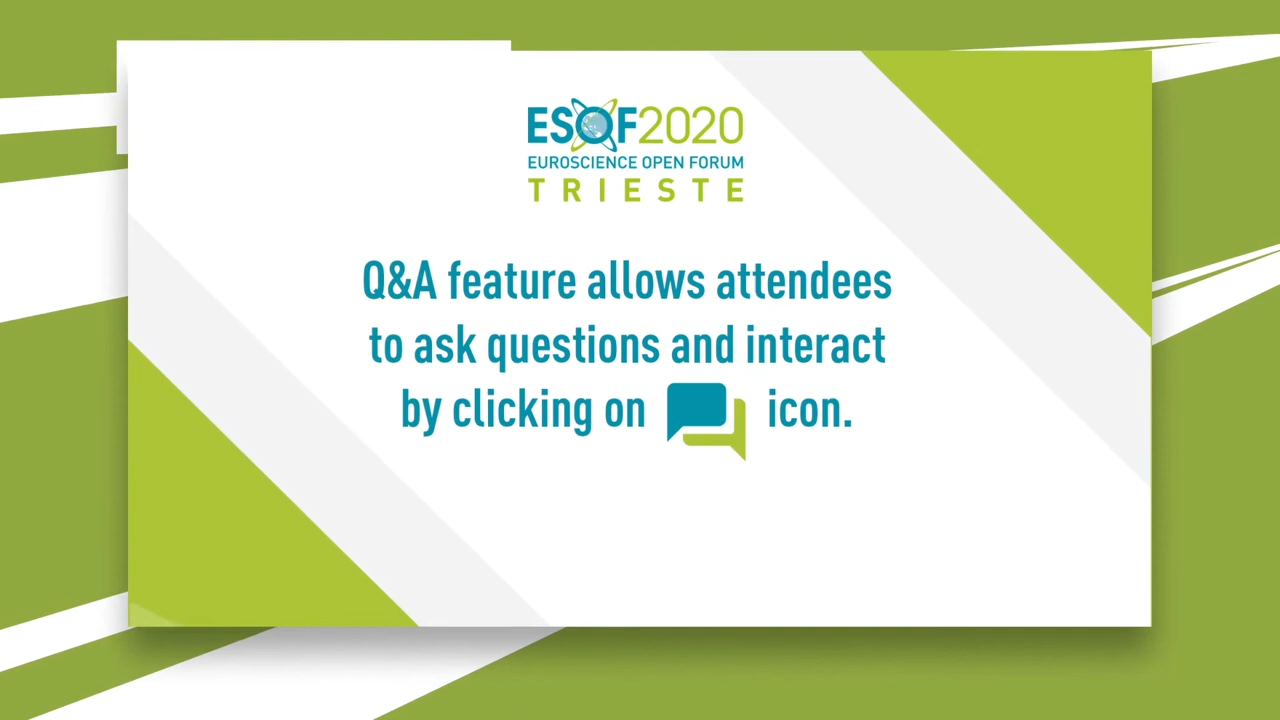 ESOF2020
EUROSCIENCE OPEN FORUM
TRIESTE
Q&A feature allows attendees
to ask questions and interact
by clicking on icon.